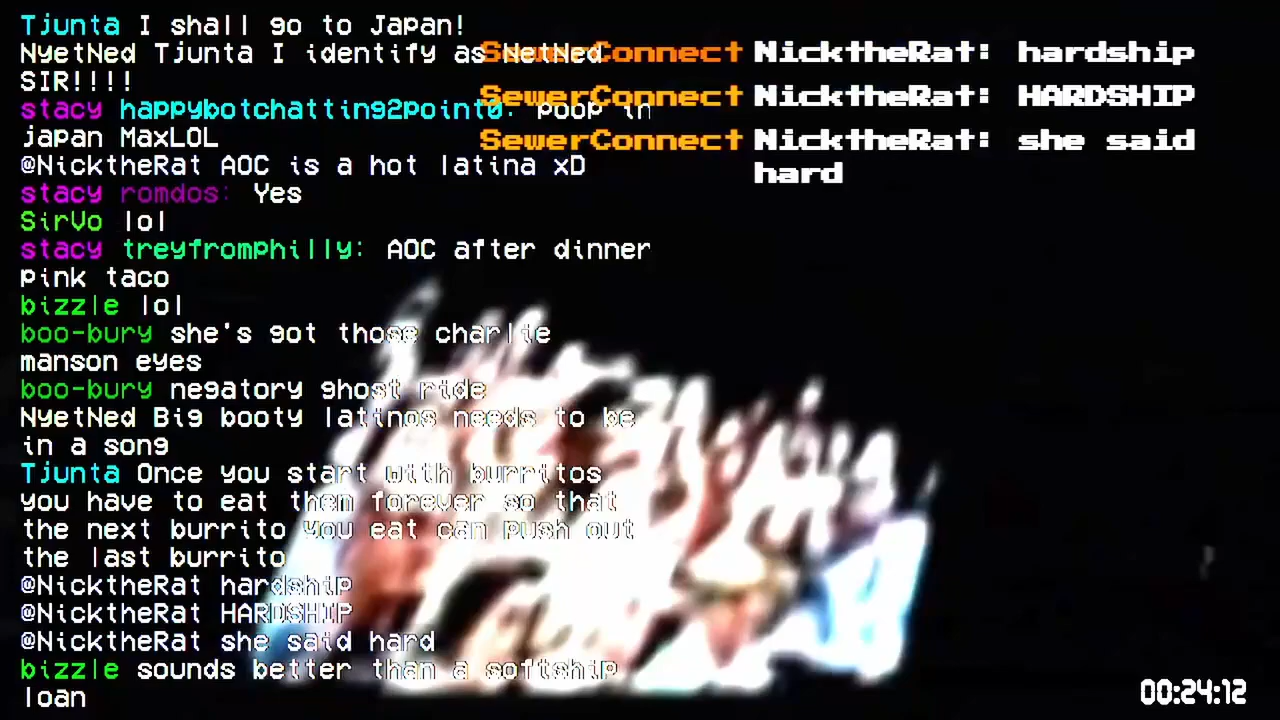 Tjunta I shall go to Japan!
NyetNed Tjunta I identify as NetNed
SIR!!!!
stacy happybotchatting2point0: poop in
japan MaxLOL
@NicktheRat AOC is a hot latina xD
stacy romdos: Yes
SirVo lol
stacy treyfromphilly: AOC after dinner
pink taco
bizzle lol
boo-bury she's got those charlie
manson eyes
boo-bury negatory ghost ride
NyetNed Big booty latinos needs to be
in a song
Tjunta Once you start with burritos
you have to eat them forever so that
the next burrito you eat can push out
the last burrito
@NicktheRat hardship
@NicktheRat HARDSHIP
@NicktheRat she said hard
bizzle sounds better than a softship
loan
SewerConnect NicktheRat: hardship
SewerConnect NicktheRat: HARDSHIP
SewerConnect NicktheRat: she said
hard
00:24:12